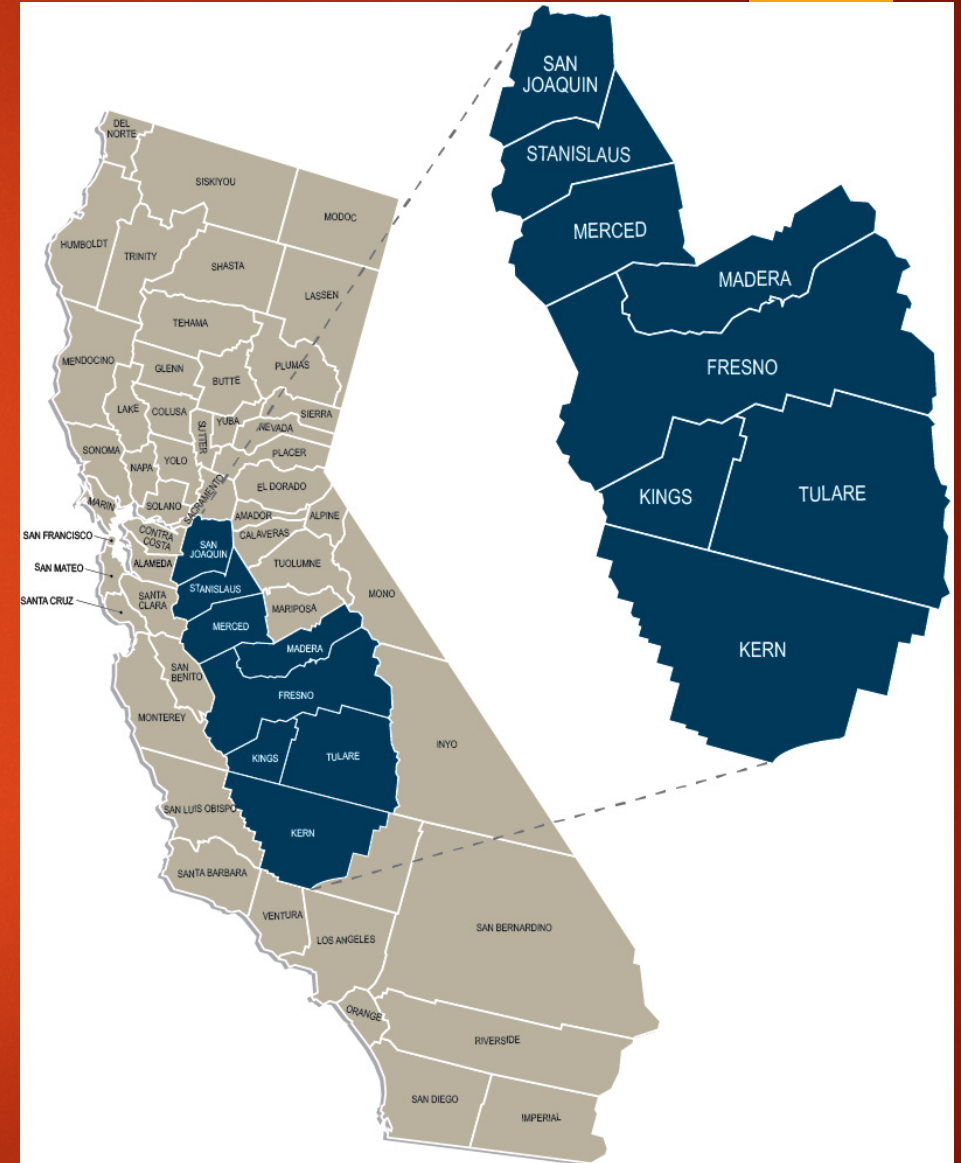 SAN
JOAQUIN
STANISLAUS
MERCED
MADERA
FRESNO
KINGS
TULARE
KERN
DEL
NORTE
SISKIYOU
MODOC
HUMBOLDT
TRINITY
SHASTA
LASSEN
TEHAMA
MENDOCINO
GLENN
BUTTE
PLUMAS
LAKE
COLUSA
SUTTER
YUBA
SIERRA
NEVADA
PLACER
SONOMA
NAPA
YOLO
EL DORADO
MARIN
SOLANO
SACRAMENTO
AMADOR
ALPINE
SAN FRANCISCO
CONTRA
COSTA
CALAVERAS
SAN
JOAQUIN
SAN MATEO
ALAMEDA
TUOLUMNE
STANISLAUS
MONO
SANTA CRUZ
SANTA
CLARA
MARIPOSA
MERCED
MADERA
SAN
BENITO
FRESNO
MONTEREY
INYO
KINGS
TULARE
SAN LUIS OBISPO
KERN
SANTA BARBARA
VENTURA
LOS ANGELES
SAN BERNARDINO
ORANGE
RIVERSIDE
SAN DIEGO
IMPERIAL